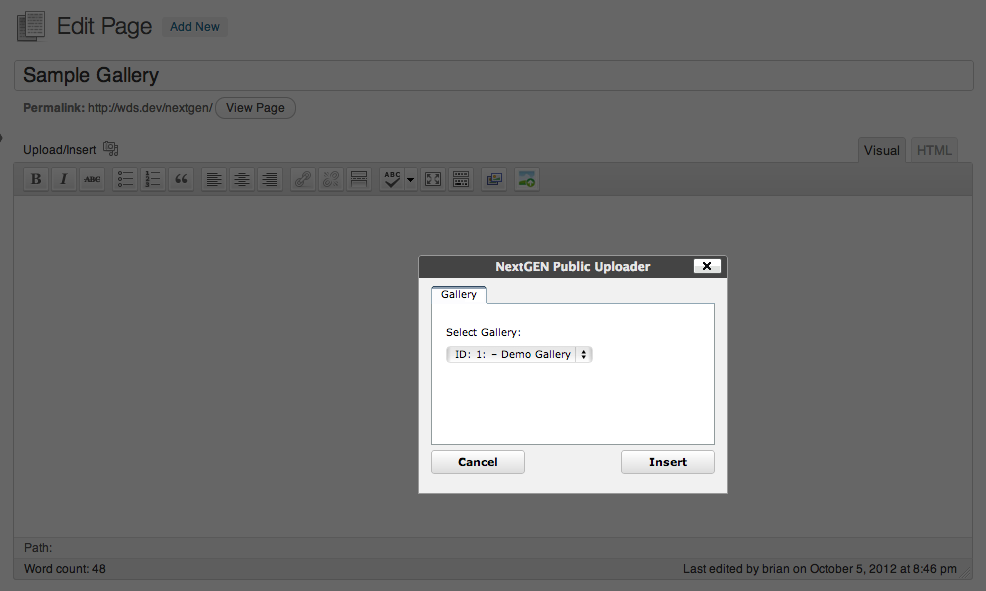 Edit Page Add New
Sample Gallery
Permalink: http://wds.dev/nextgen/ View Page
Upload/Insert Visual HTML
B I ABC ABC
NextGEN Public Uploader
Gallery
Select Gallery:
ID: 1: – Demo Gallery
Cancel Insert
Path:
Word count: 48 Last edited by brian on October 5, 2012 at 8:46 pm